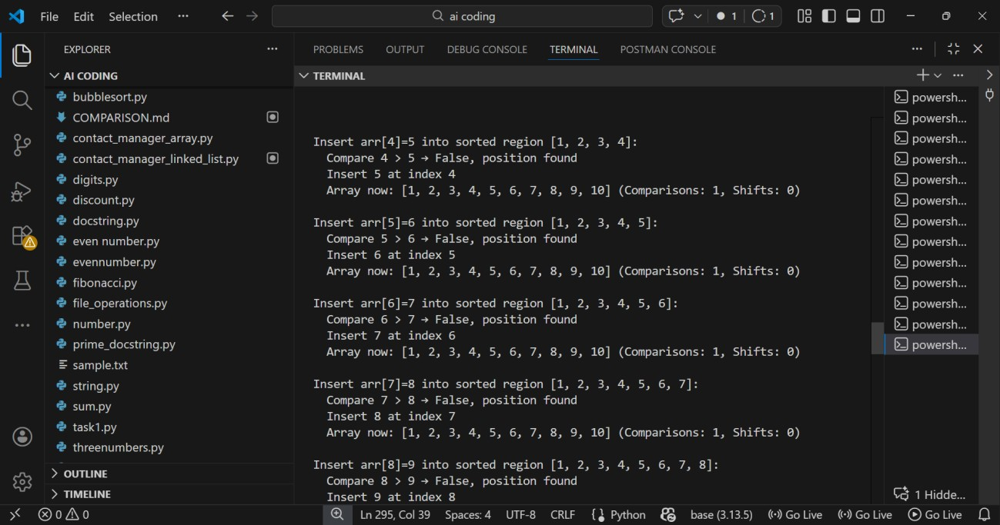 File Edit Selection ··· ai coding 1 1
EXPLORER ···
AI CODING
bubblesort.py
COMPARISON.md
contact_manager_array.py
contact_manager_linked_list.py
digits.py
discount.py
docstring.py
even number.py
evennumber.py
fibonacci.py
file_operations.py
number.py
prime_docstring.py
sample.txt
string.py
sum.py
task1.py
threenumbers.py
OUTLINE
TIMELINE
PROBLEMS OUTPUT DEBUG CONSOLE TERMINAL POSTMAN CONSOLE
TERMINAL
Insert arr[4]=5 into sorted region [1, 2, 3, 4]:
Compare 4 > 5 → False, position found
Insert 5 at index 4
Array now: [1, 2, 3, 4, 5, 6, 7, 8, 9, 10] (Comparisons: 1, Shifts: 0)
Insert arr[5]=6 into sorted region [1, 2, 3, 4, 5]:
Compare 5 > 6 → False, position found
Insert 6 at index 5
Array now: [1, 2, 3, 4, 5, 6, 7, 8, 9, 10] (Comparisons: 1, Shifts: 0)
Insert arr[6]=7 into sorted region [1, 2, 3, 4, 5, 6]:
Compare 6 > 7 → False, position found
Insert 7 at index 6
Array now: [1, 2, 3, 4, 5, 6, 7, 8, 9, 10] (Comparisons: 1, Shifts: 0)
Insert arr[7]=8 into sorted region [1, 2, 3, 4, 5, 6, 7]:
Compare 7 > 8 → False, position found
Insert 8 at index 7
Array now: [1, 2, 3, 4, 5, 6, 7, 8, 9, 10] (Comparisons: 1, Shifts: 0)
Insert arr[8]=9 into sorted region [1, 2, 3, 4, 5, 6, 7, 8]:
Compare 8 > 9 → False, position found
Insert 9 at index 8
powersh...
powersh...
powersh...
powersh...
powersh...
powersh...
powersh...
powersh...
powersh...
powersh...
powersh...
powersh...
powersh...
1 Hidde...
0 0 Ln 295, Col 39 Spaces: 4 UTF-8 CRLF {} Python base (3.13.5) Go Live Go Live Go Live